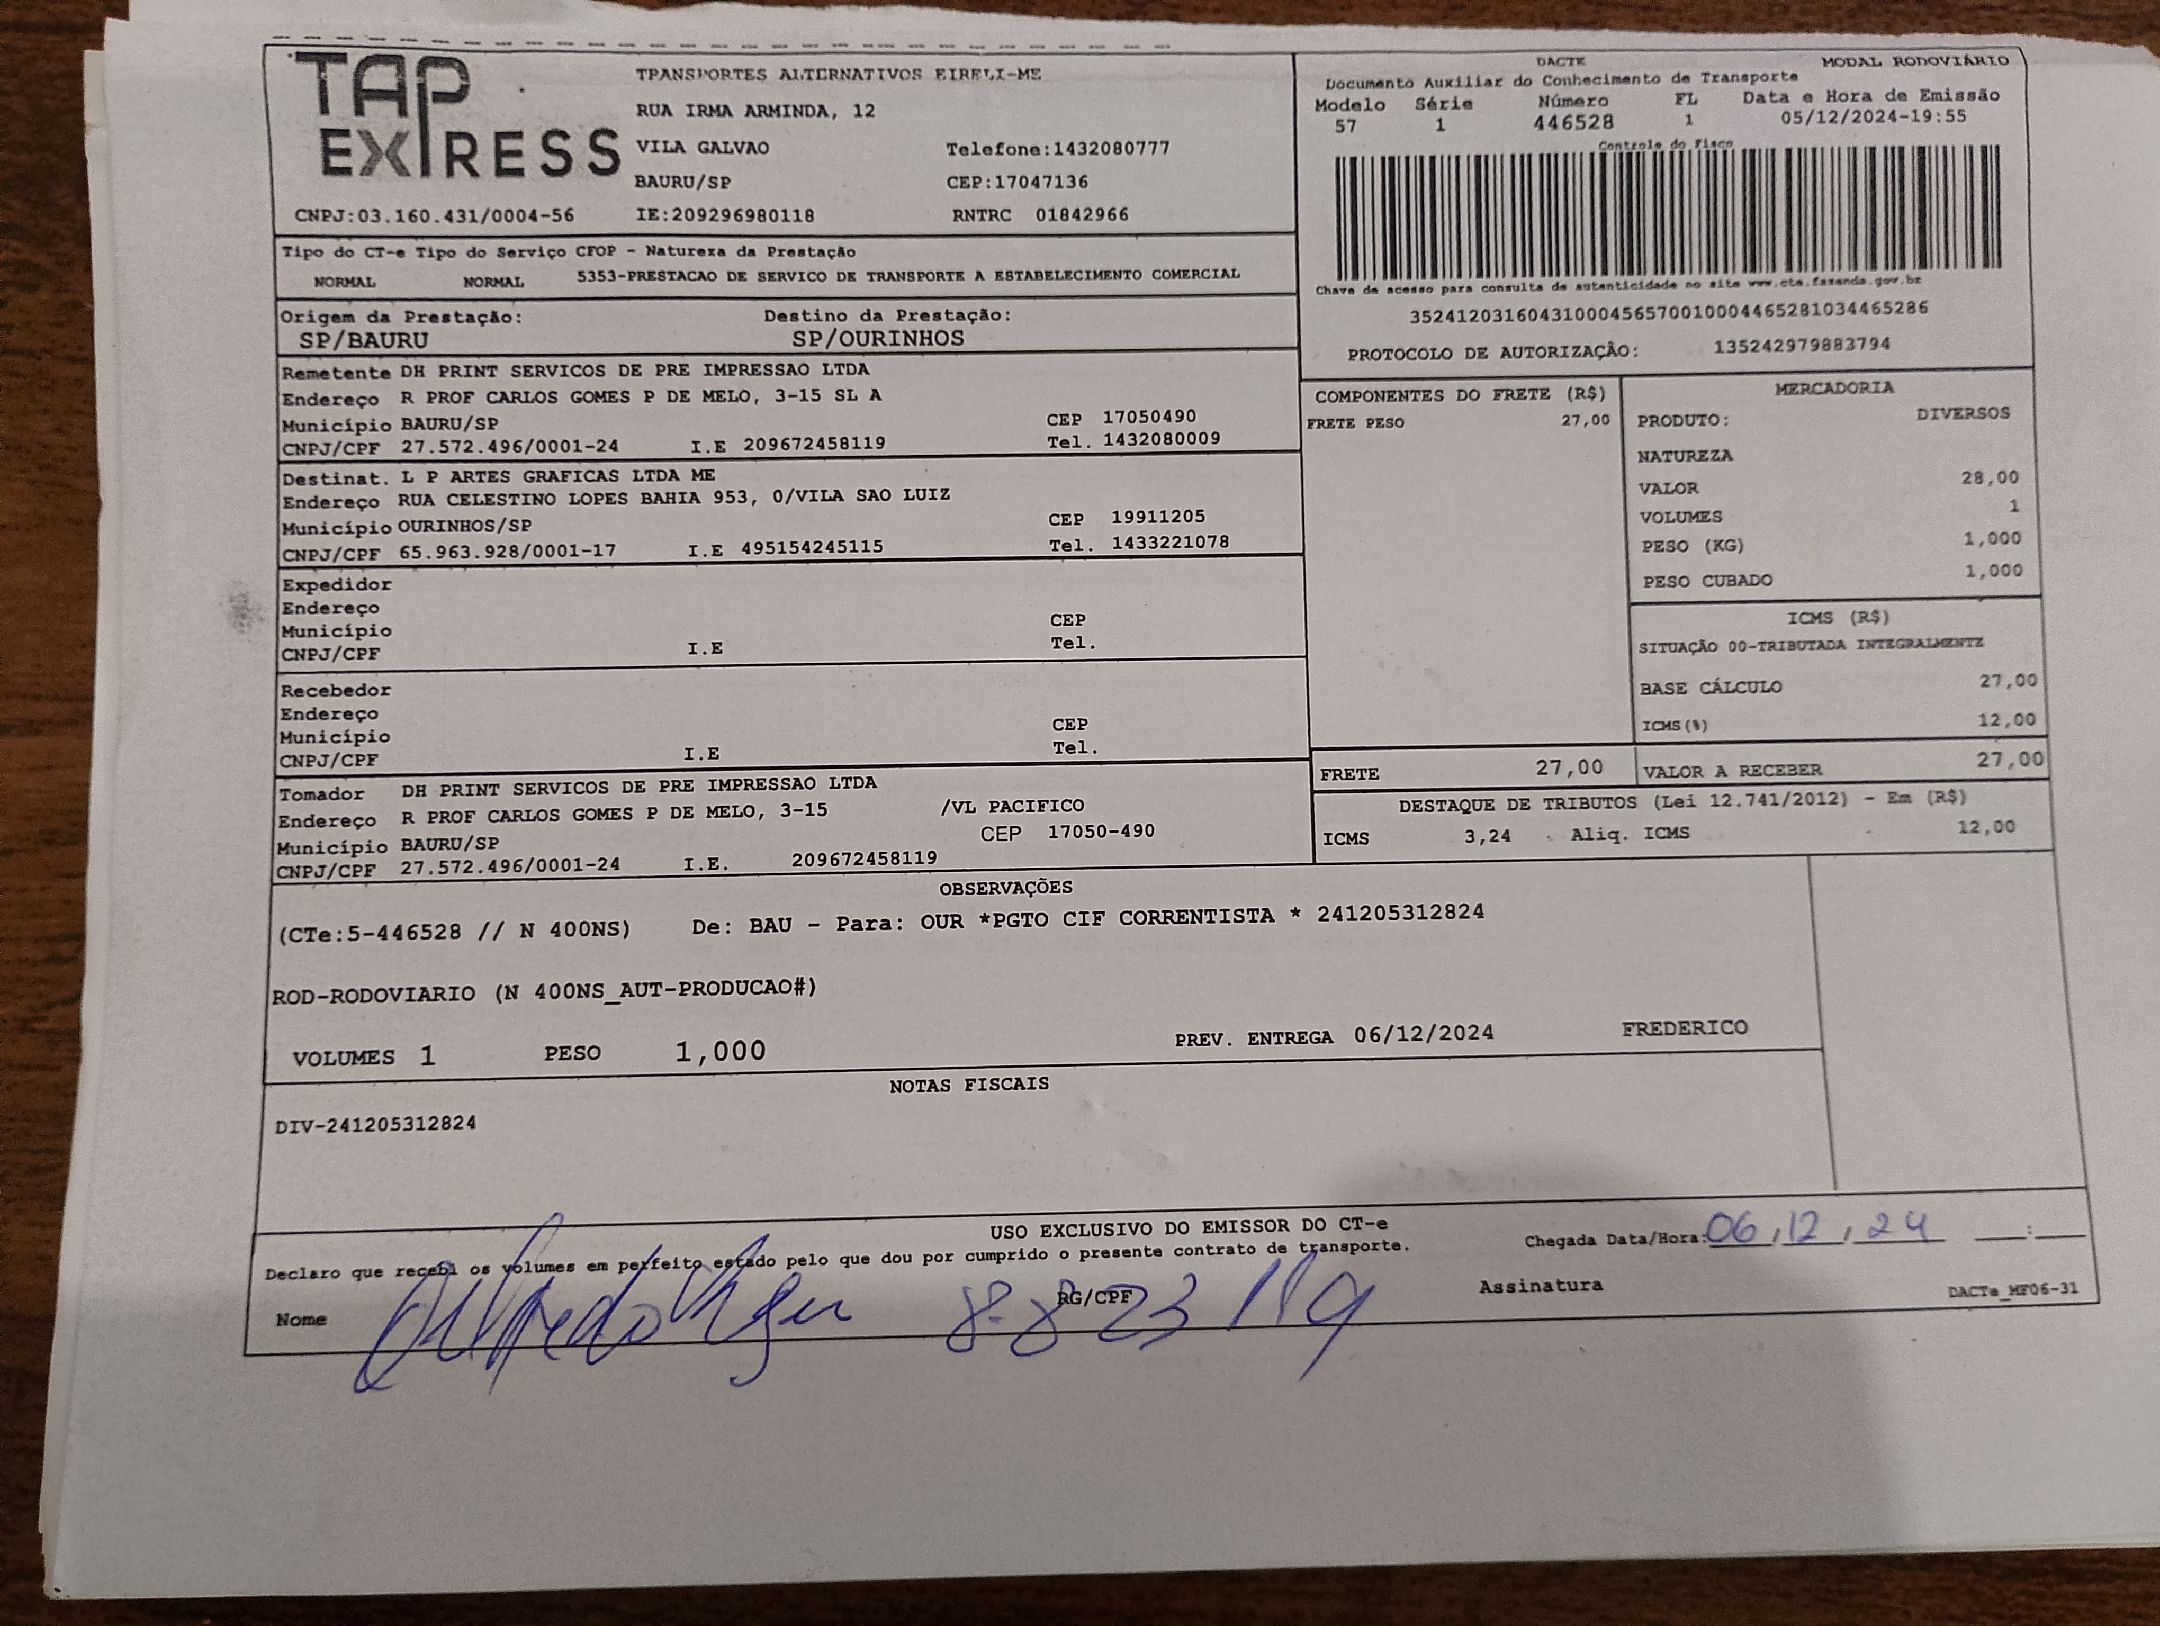 TAP EXPRESS
TRANSPORTES ALTERNATIVOS EIRELI-ME
RUA IRMA ARMINDA, 12
VILA GALVAO Telefone:1432080777
BAURU/SP CEP:17047136
CNPJ:03.160.431/0004-56 IE:209296980118 RNTRC 01842966
DACTE MODAL RODOVIÁRIO
Documento Auxiliar do Conhecimento de Transporte
Modelo Série Número FL Data e Hora de Emissão
57 1 446528 1 05/12/2024-19:55
Controle do Fisco
Chave de acesso para consulta de autenticidade no site www.cte.fazenda.gov.br
35241203160431000456570010004465281034465286
PROTOCOLO DE AUTORIZAÇÃO: 135242979883794
Tipo do CT-e Tipo do Serviço CFOP - Natureza da Prestação
NORMAL NORMAL 5353-PRESTACAO DE SERVICO DE TRANSPORTE A ESTABELECIMENTO COMERCIAL
Origem da Prestação: Destino da Prestação:
SP/BAURU SP/OURINHOS
Remetente DH PRINT SERVICOS DE PRE IMPRESSAO LTDA
Endereço R PROF CARLOS GOMES P DE MELO, 3-15 SL A
Município BAURU/SP CEP 17050490
CNPJ/CPF 27.572.496/0001-24 I.E 209672458119 Tel. 1432080009
Destinat. L P ARTES GRAFICAS LTDA ME
Endereço RUA CELESTINO LOPES BAHIA 953, 0/VILA SAO LUIZ
Município OURINHOS/SP CEP 19911205
CNPJ/CPF 65.963.928/0001-17 I.E 495154245115 Tel. 1433221078
Expedidor
Endereço
Município CEP
CNPJ/CPF I.E Tel.
Recebedor
Endereço
Município CEP
CNPJ/CPF I.E Tel.
Tomador DH PRINT SERVICOS DE PRE IMPRESSAO LTDA
Endereço R PROF CARLOS GOMES P DE MELO, 3-15 /VL PACIFICO
Município BAURU/SP CEP 17050-490
CNPJ/CPF 27.572.496/0001-24 I.E. 209672458119
COMPONENTES DO FRETE (R$)
FRETE PESO 27,00
MERCADORIA
PRODUTO: DIVERSOS
NATUREZA
VALOR 28,00
VOLUMES 1
PESO (KG) 1,000
PESO CUBADO 1,000
ICMS (R$)
SITUAÇÃO 00-TRIBUTADA INTEGRALMENTE
BASE CÁLCULO 27,00
ICMS(%) 12,00
FRETE 27,00 VALOR A RECEBER 27,00
DESTAQUE DE TRIBUTOS (Lei 12.741/2012) - Em (R$)
ICMS 3,24 Aliq. ICMS 12,00
OBSERVAÇÕES
(CTe:5-446528 // N 400NS) De: BAU - Para: OUR *PGTO CIF CORRENTISTA * 241205312824
ROD-RODOVIARIO (N 400NS_AUT-PRODUCAO#)
VOLUMES 1 PESO 1,000 PREV. ENTREGA 06/12/2024 FREDERICO
NOTAS FISCAIS
DIV-241205312824
USO EXCLUSIVO DO EMISSOR DO CT-e
Declaro que recebi os volumes em perfeito estado pelo que dou por cumprido o presente contrato de transporte.
Chegada Data/Hora: 06,12,24 __:__
Nome RG/CPF Assinatura
DACTe_MF06-31